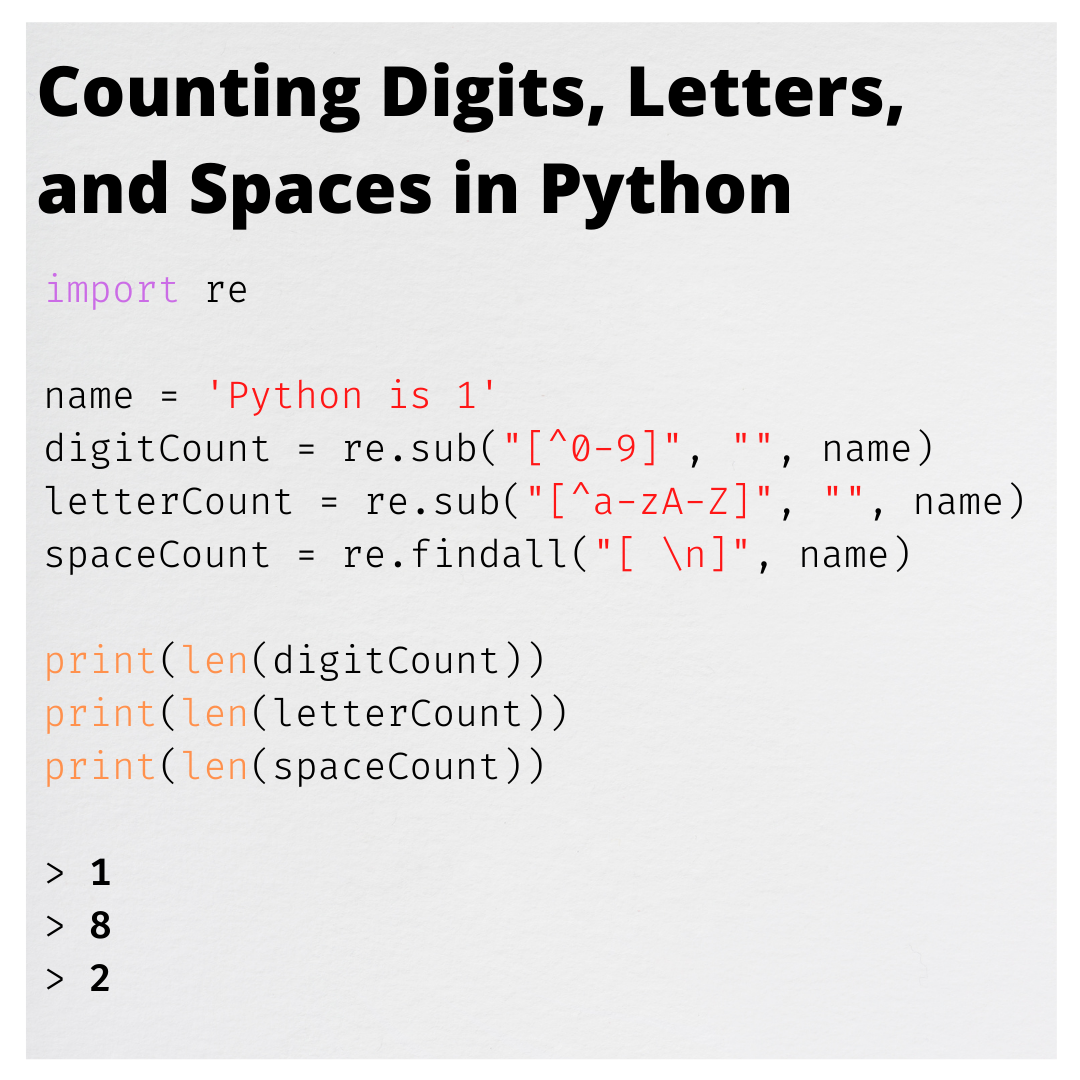 Counting Digits, Letters,
and Spaces in Python
import re
name = 'Python is 1'
digitCount = re.sub("[^0-9]", "", name)
letterCount = re.sub("[^a-zA-Z]", "", name)
spaceCount = re.findall("[ \n]", name)
print(len(digitCount))
print(len(letterCount))
print(len(spaceCount))
> 1
> 8
> 2